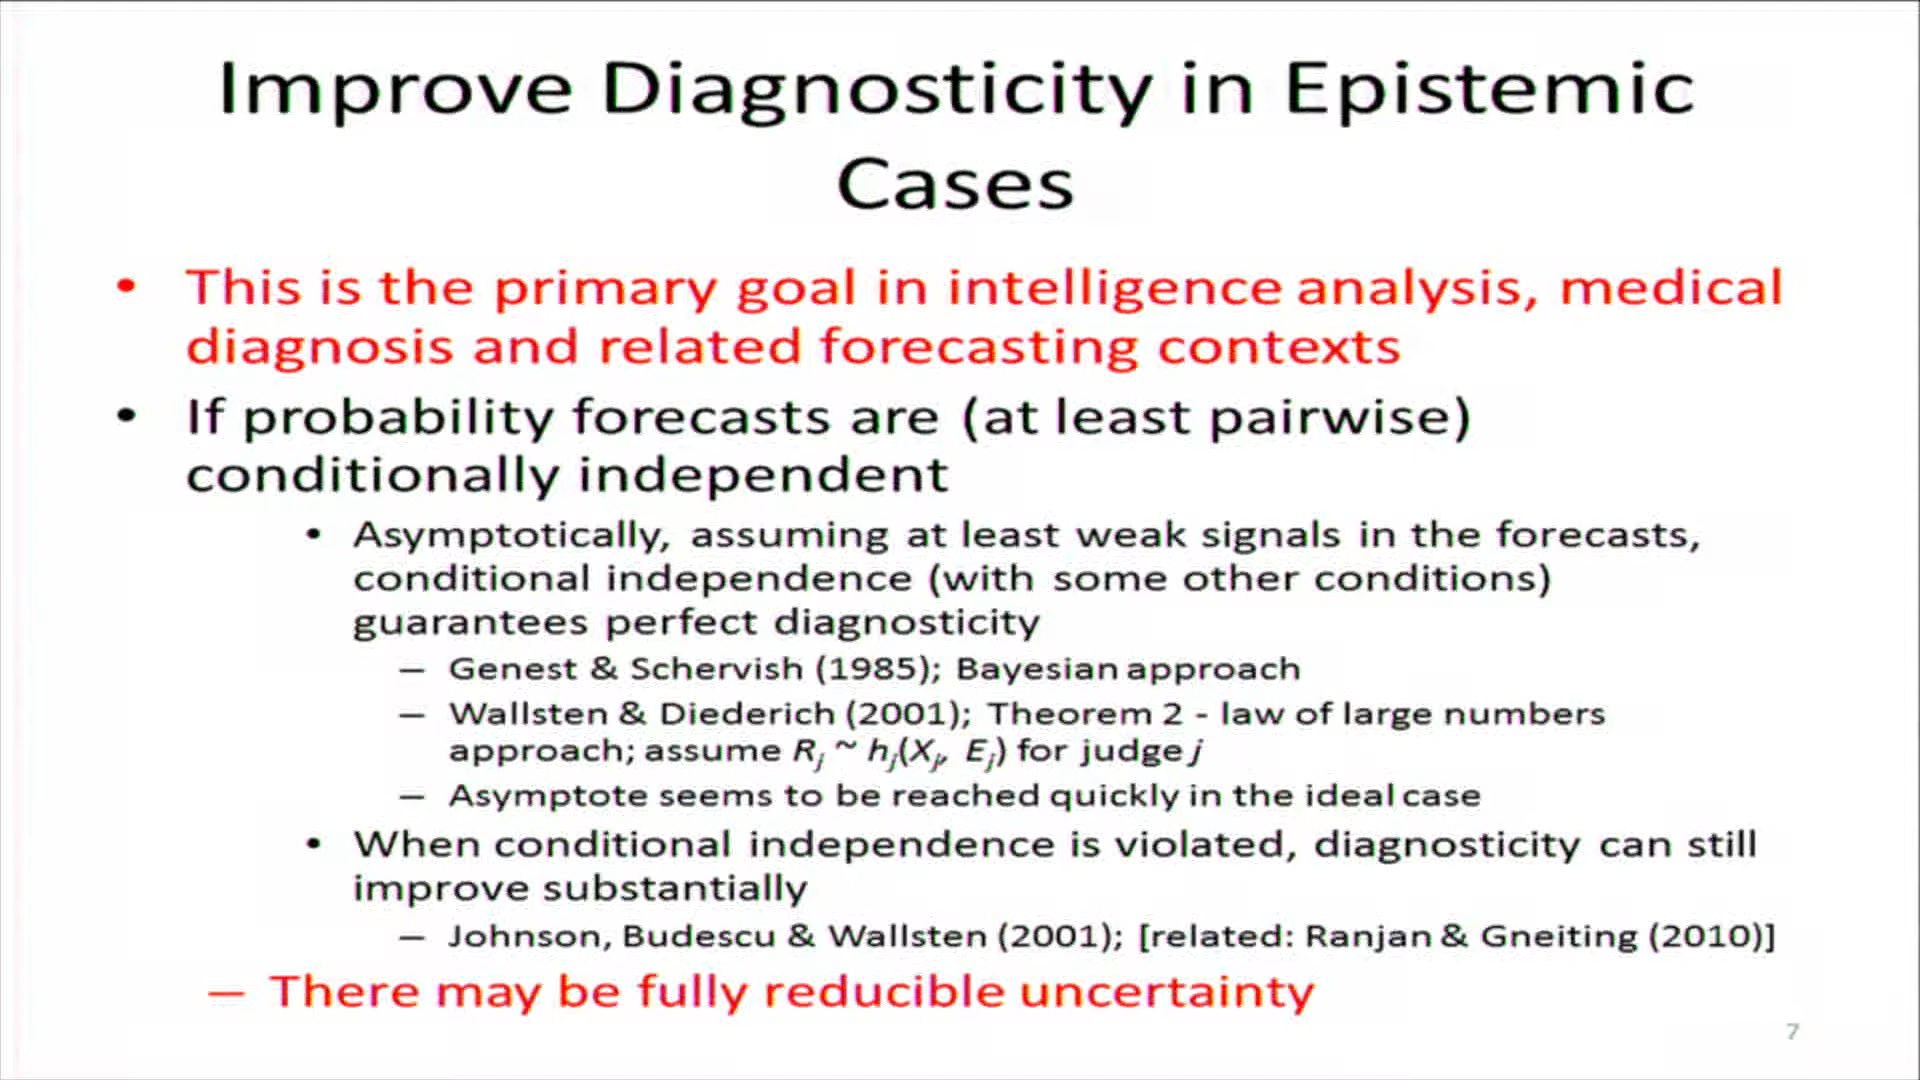 Improve Diagnosticity in Epistemic
Cases
• This is the primary goal in intelligence analysis, medical
diagnosis and related forecasting contexts
• If probability forecasts are (at least pairwise)
conditionally independent
• Asymptotically, assuming at least weak signals in the forecasts,
conditional independence (with some other conditions)
guarantees perfect diagnosticity
– Genest & Schervish (1985); Bayesian approach
– Wallsten & Diederich (2001); Theorem 2 - law of large numbers
approach; assume Rj ~ hj(Xj, Ej) for judge j
– Asymptote seems to be reached quickly in the ideal case
• When conditional independence is violated, diagnosticity can still
improve substantially
– Johnson, Budescu & Wallsten (2001); [related: Ranjan & Gneiting (2010)]
– There may be fully reducible uncertainty
7